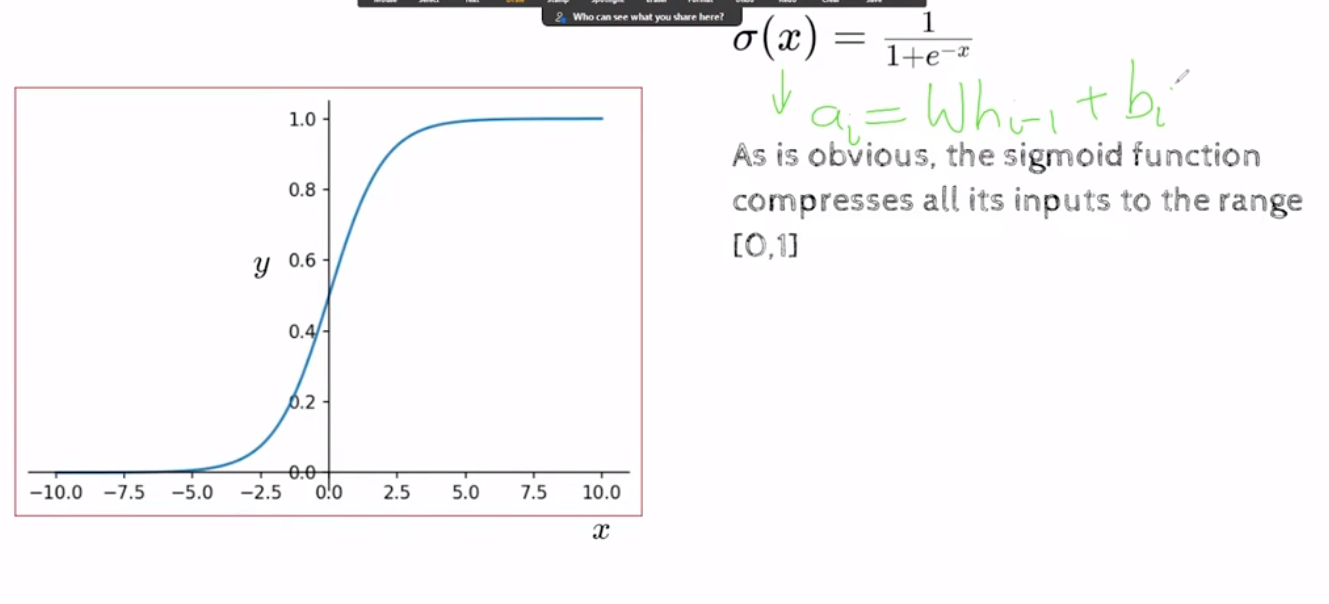 Who can see what you share here?
σ(x) = 1/(1+e^{-x})
↓ a_i = Wh_{i-1} + b_i
As is obvious, the sigmoid function
compresses all its inputs to the range
[0,1]
1.0
0.8
y 0.6
0.4
0.2
0.0
−10.0 −7.5 −5.0 −2.5 0.0 2.5 5.0 7.5 10.0
x